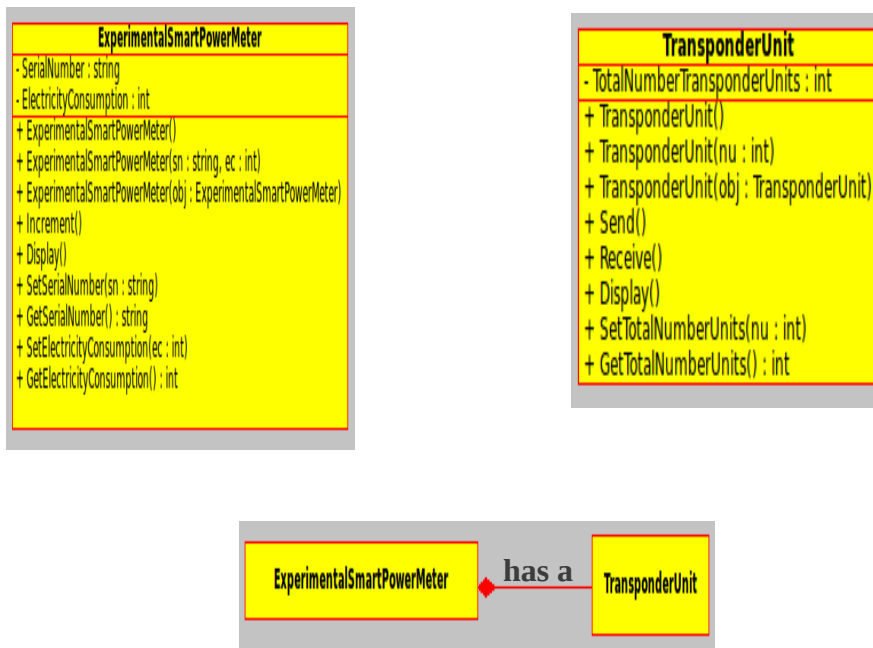 ExperimentalSmartPowerMeter
- SerialNumber : string
- ElectricityConsumption : int
+ ExperimentalSmartPowerMeter()
+ ExperimentalSmartPowerMeter(sn : string, ec : int)
+ ExperimentalSmartPowerMeter(obj : ExperimentalSmartPowerMeter)
+ Increment()
+ Display()
+ SetSerialNumber(sn : string)
+ GetSerialNumber() : string
+ SetElectricityConsumption(ec : int)
+ GetElectricityConsumption() : int
TransponderUnit
- TotalNumberTransponderUnits : int
+ TransponderUnit()
+ TransponderUnit(nu : int)
+ TransponderUnit(obj : TransponderUnit)
+ Send()
+ Receive()
+ Display()
+ SetTotalNumberUnits(nu : int)
+ GetTotalNumberUnits() : int
ExperimentalSmartPowerMeter
has a
TransponderUnit